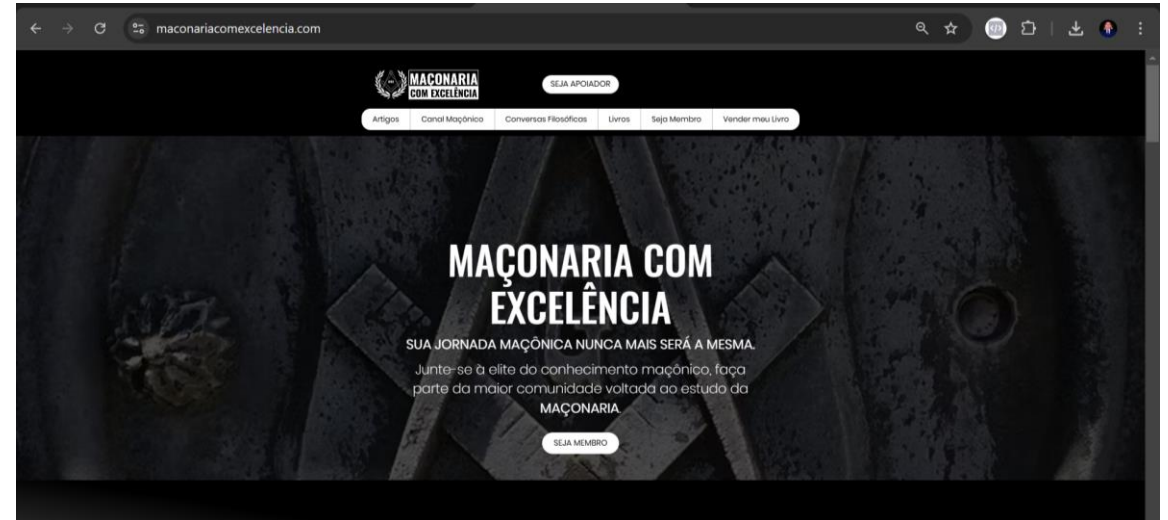 maconariacomexcelencia.com
MAÇONARIA
COM EXCELÊNCIA
SEJA APOIADOR
Artigos Canal Maçônico Conversas Filosóficas Livros Seja Membro Vender meu Livro
MAÇONARIA COM
EXCELÊNCIA
SUA JORNADA MAÇÔNICA NUNCA MAIS SERÁ A MESMA.
Junte-se à elite do conhecimento maçônico, faça
parte da maior comunidade voltada ao estudo da
MAÇONARIA.
SEJA MEMBRO